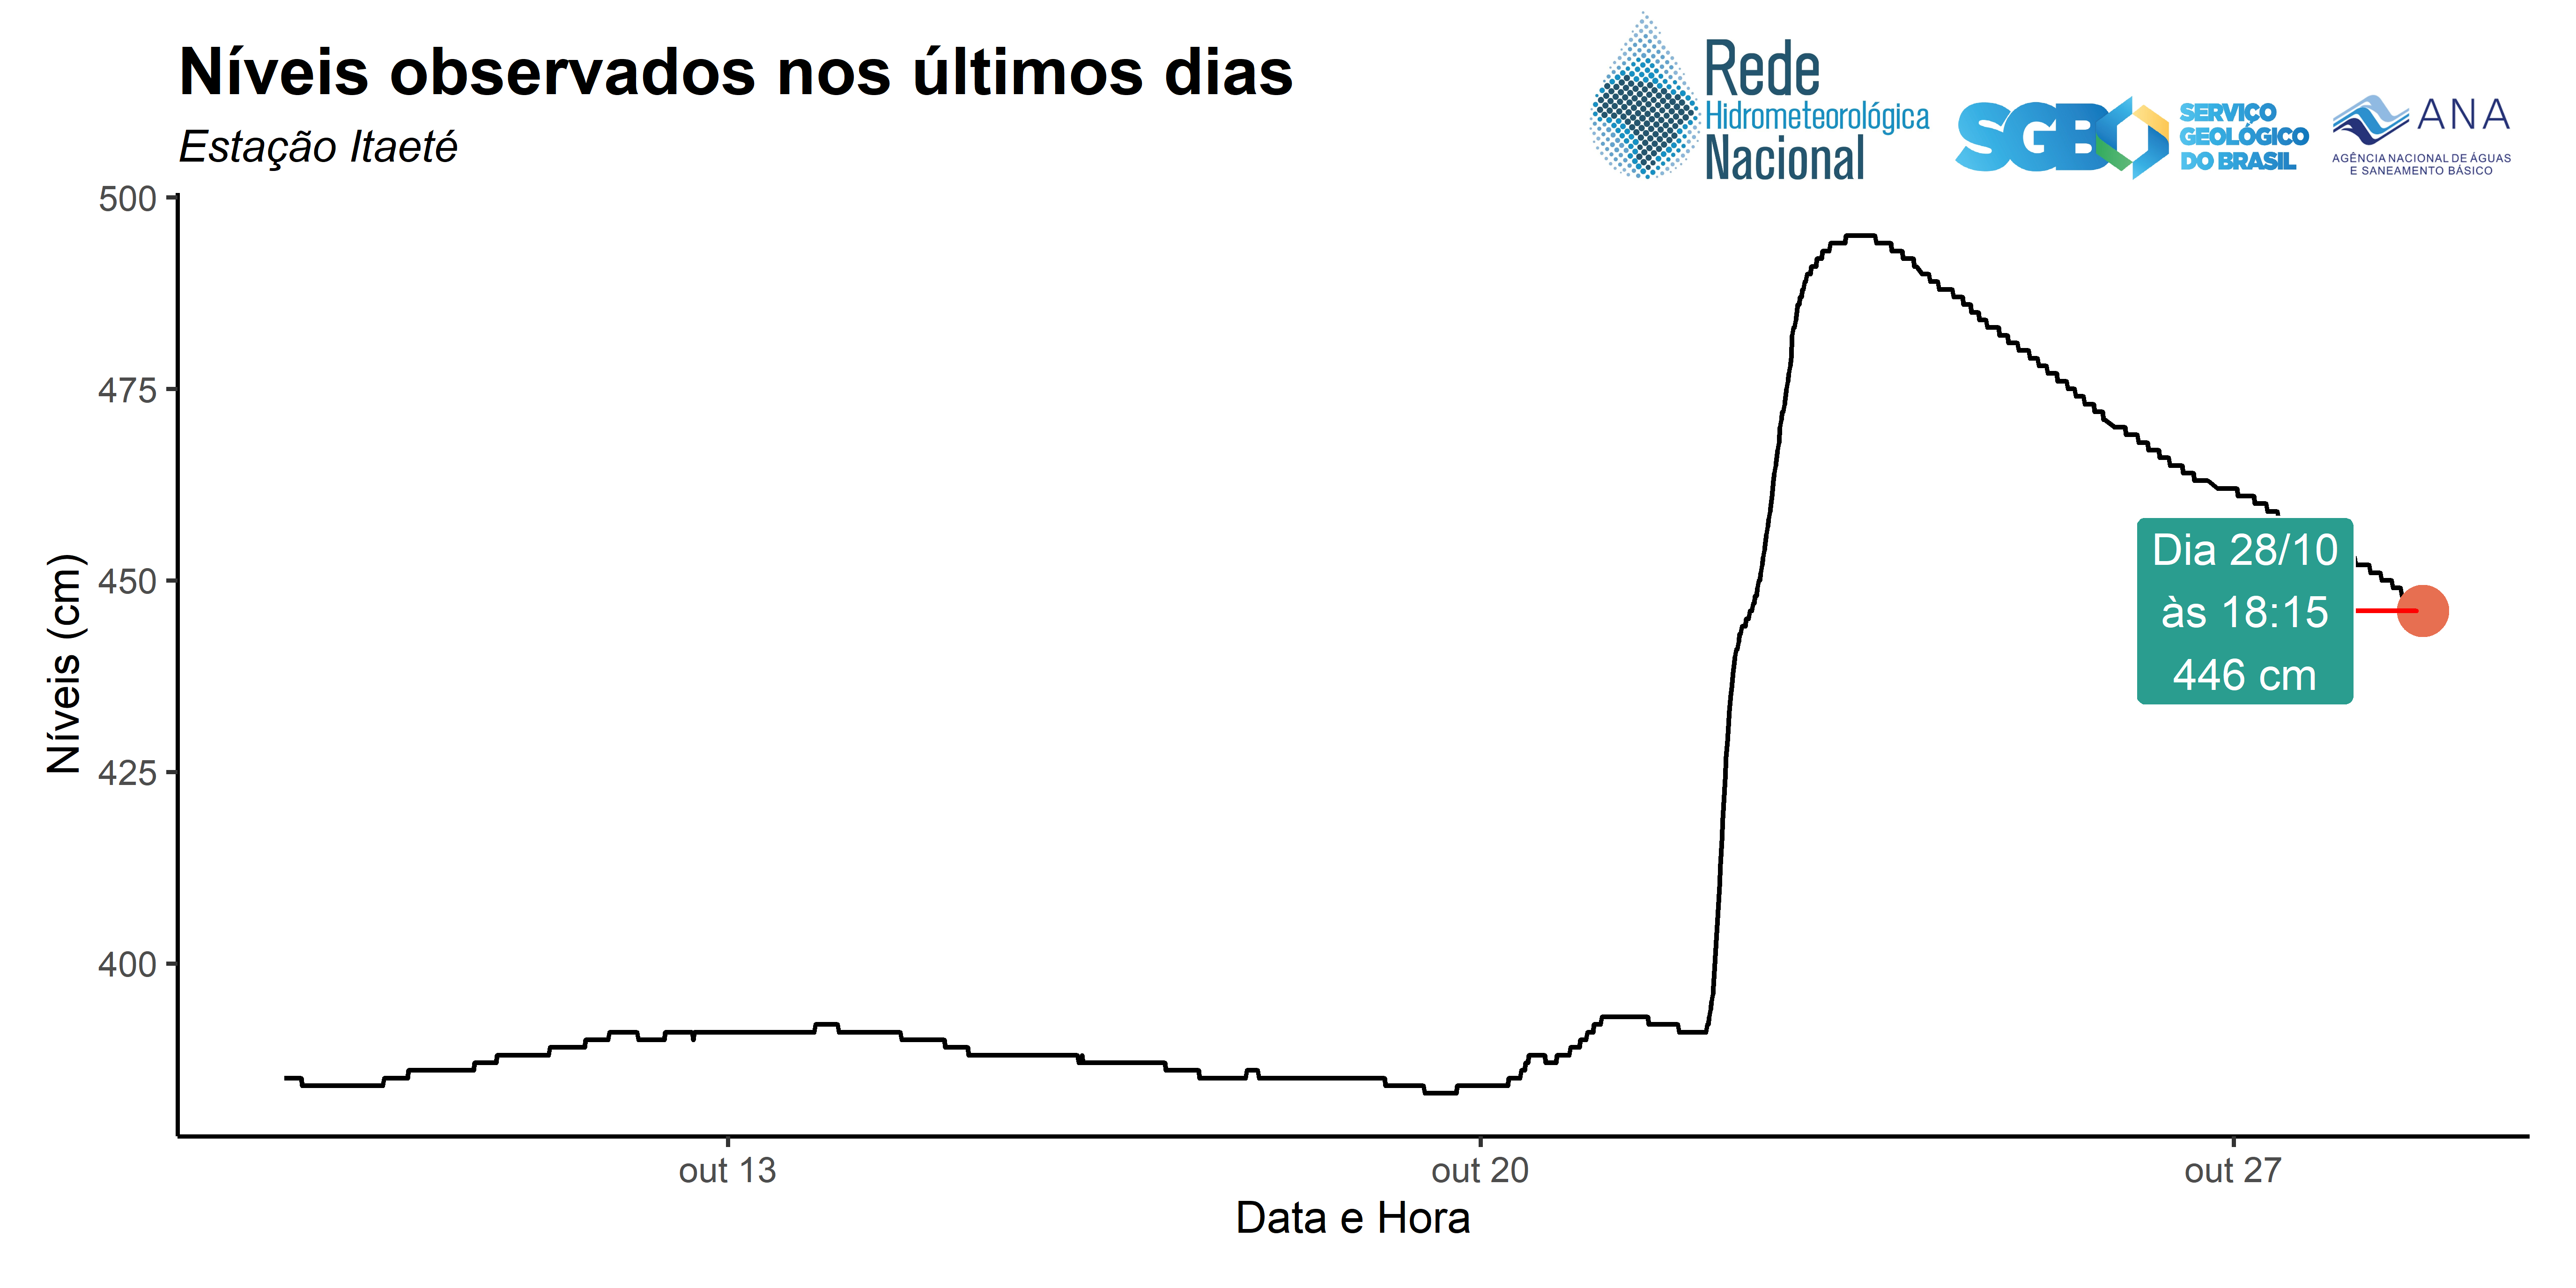 Níveis observados nos últimos dias
Estação Itaeté
Rede
Hidrometeorológica
Nacional
SGB
SERVIÇO
GEOLÓGICO
DO BRASIL
ANA
AGÊNCIA NACIONAL DE ÁGUAS
E SANEAMENTO BÁSICO
Níveis (cm)
500
475
450
425
400
Dia 28/10
às 18:15
446 cm
out 13
out 20
out 27
Data e Hora